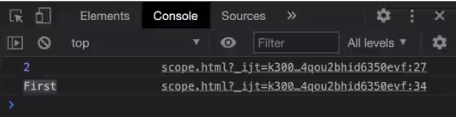 Elements Console Sources »
top Filter All levels
2 scope.html?_ijt=k300…4qou2bhid6350evf:27
First scope.html?_ijt=k300…4qou2bhid6350evf:34
>